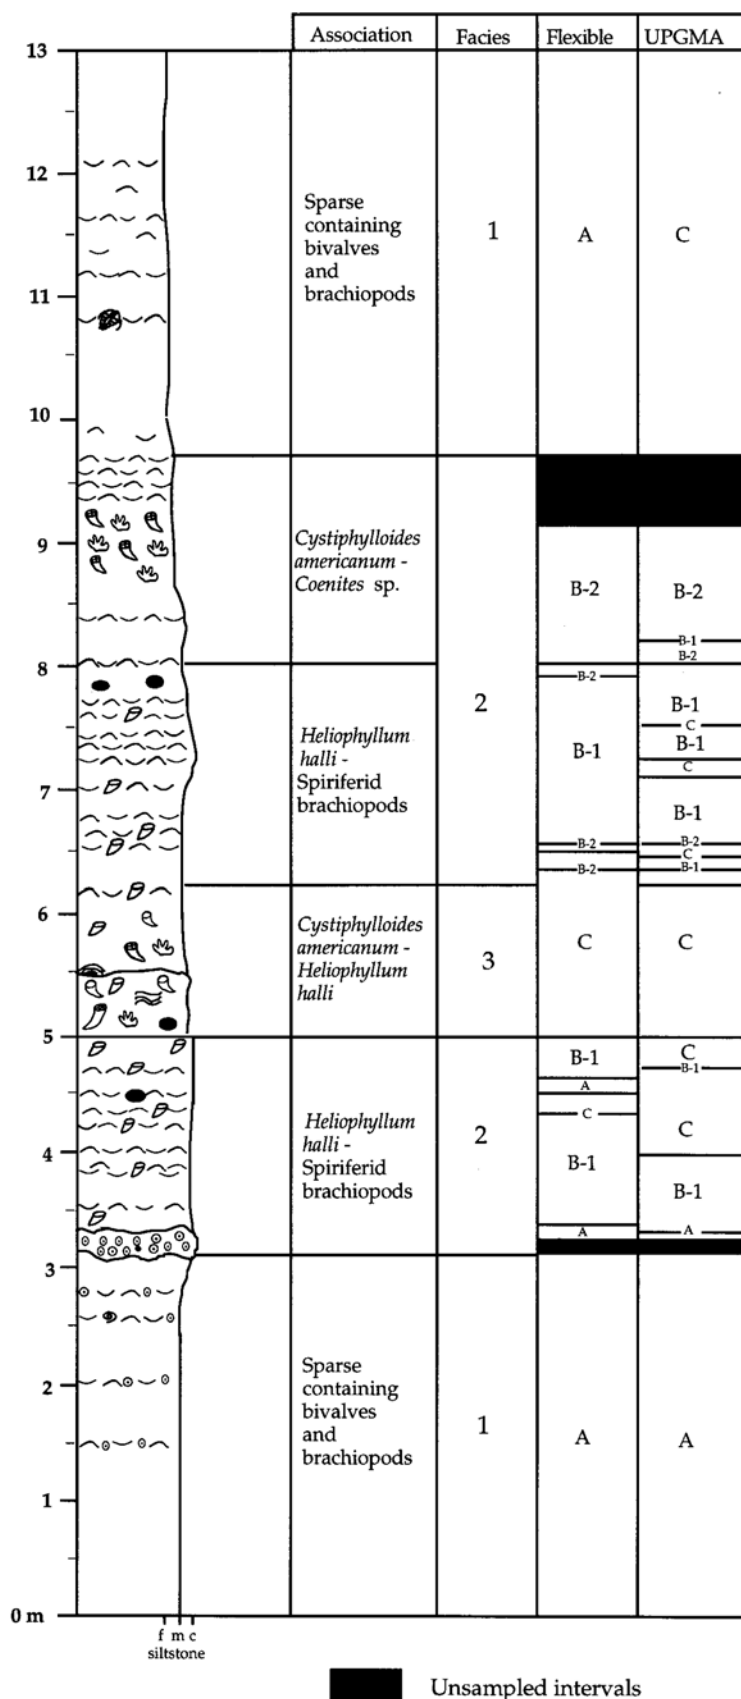 Association Facies Flexible UPGMA
13
12
Sparse
containing
bivalves
and
brachiopods
1 A C
11
10
9
Cystiphylloides
americanum -
Coenites sp.
B-2 B-2
B-1
B-2
8
B-2
2
Heliophyllum
halli -
Spiriferid
brachiopods
B-1
B-1
C
B-1
C
7
B-1
B-2 B-2
C
B-2 B-1
6
Cystiphylloides
americanum -
Heliophyllum
halli
3 C C
5
B-1 C
B-1
A
C
C
4
Heliophyllum
halli -
Spiriferid
brachiopods
2 B-1 B-1
A A
3
2
Sparse
containing
bivalves
and
brachiopods
1 A A
1
0 m
f m c
siltstone
Unsampled intervals